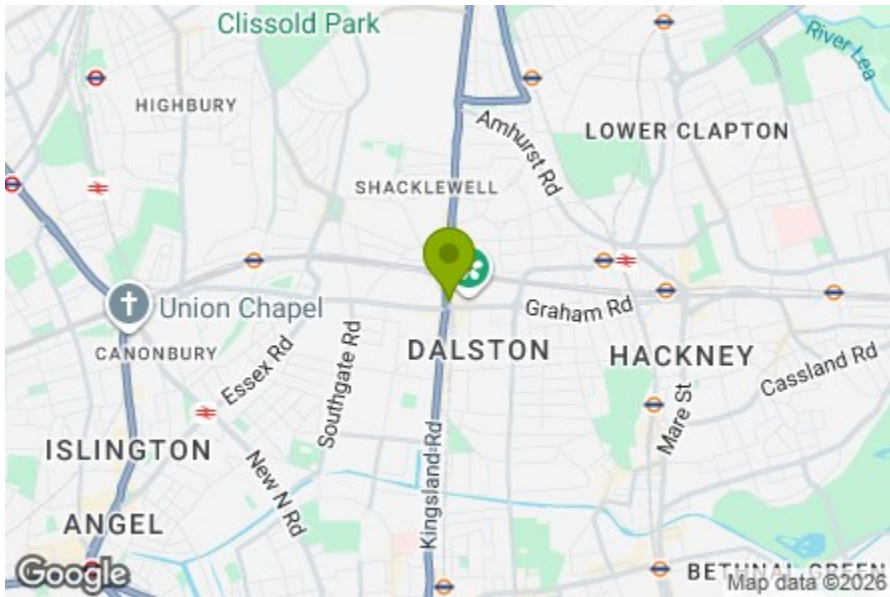 Clissold Park
River Lea
HIGHBURY
Amhurst Rd
LOWER CLAPTON
SHACKLEWELL
Union Chapel
Graham Rd
CANONBURY
Essex Rd
Southgate Rd
DALSTON
HACKNEY
Cassland Rd
Mare St
ISLINGTON
New N Rd
Kingsland Rd
ANGEL
BETHNAL GREEN
Google
Map data ©2026